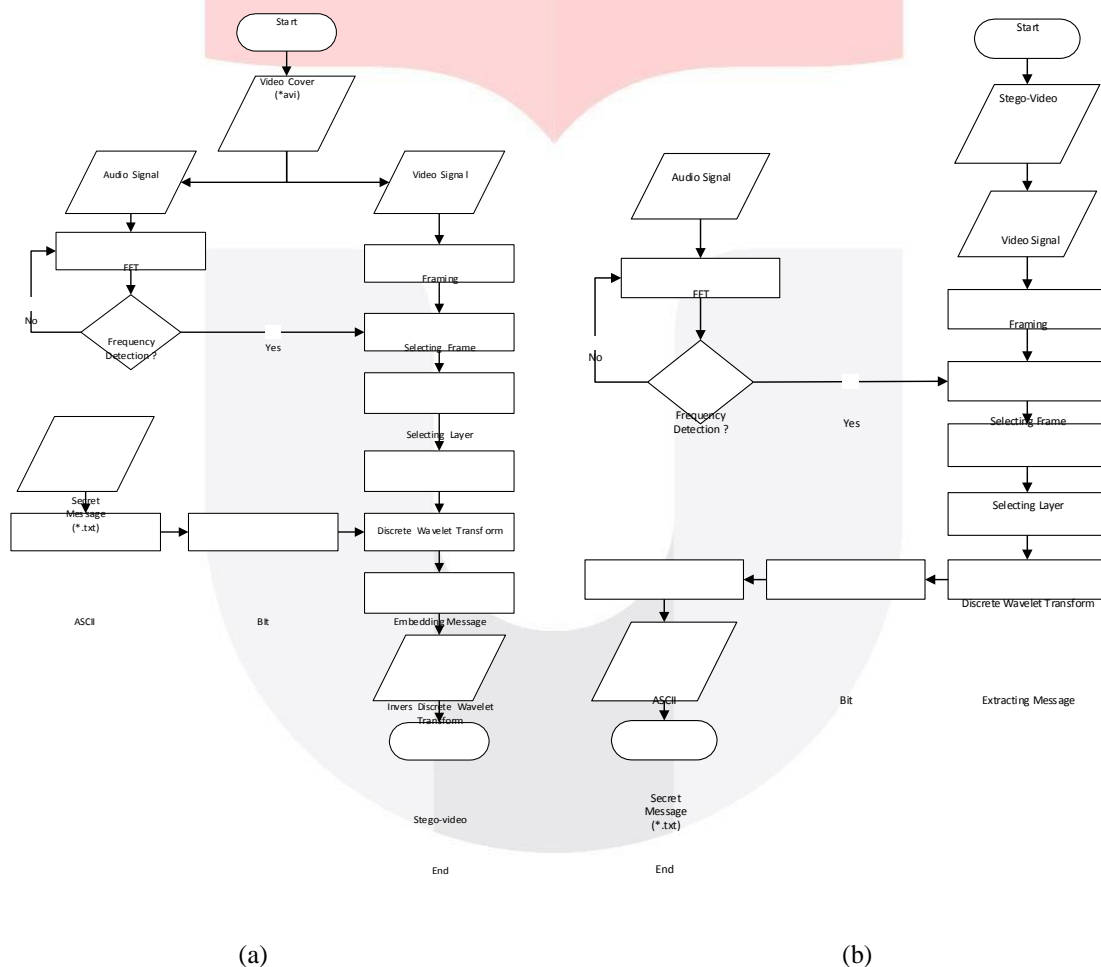 Start
Video Cover
(*avi)
Audio Signal
Video Signal
FFT
Framing
No
Frequency
Detection ?
Yes
Selecting Frame
Selecting Layer
Secret
Message
(*.txt)
Discrete Wavelet Transform
ASCII
Bit
Embedding Message
Invers Discrete Wavelet
Transform
Stego-video
End
(a)
Start
Stego-Video
Audio Signal
Video Signal
FFT
Framing
No
Frequency
Detection ?
Yes
Selecting Frame
Selecting Layer
Discrete Wavelet Transform
ASCII
Bit
Extracting Message
Secret
Message
(*.txt)
End
(b)